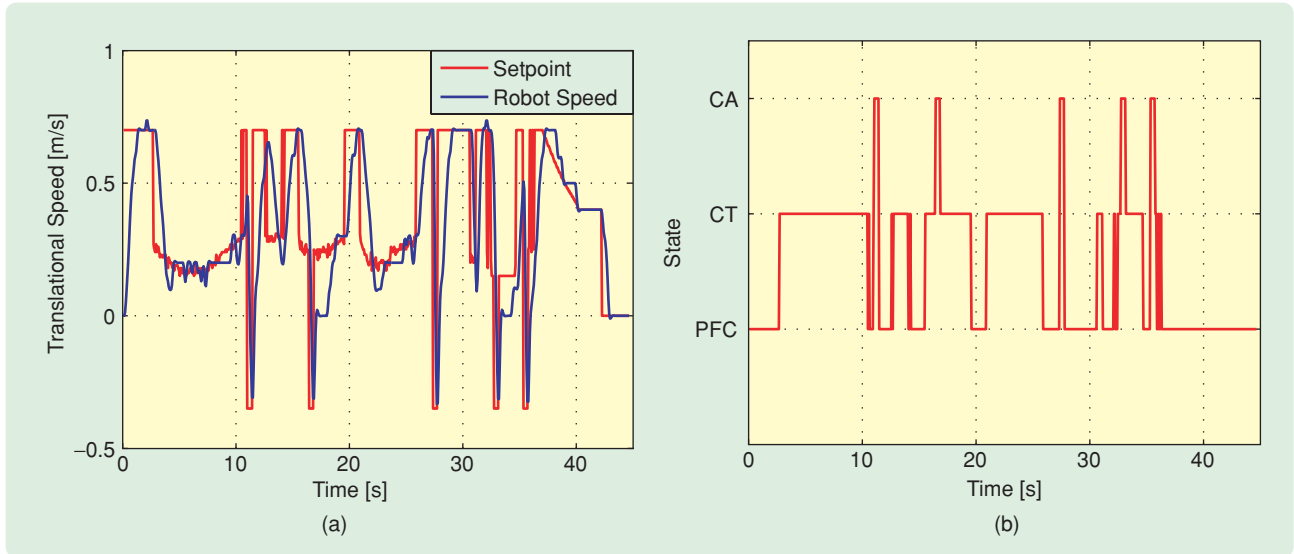 1
0.5
0
−0.5
Translational Speed [m/s]
Setpoint
Robot Speed
0 10 20 30 40
Time [s]
(a)
CA
CT
PFC
State
0 10 20 30 40
Time [s]
(b)